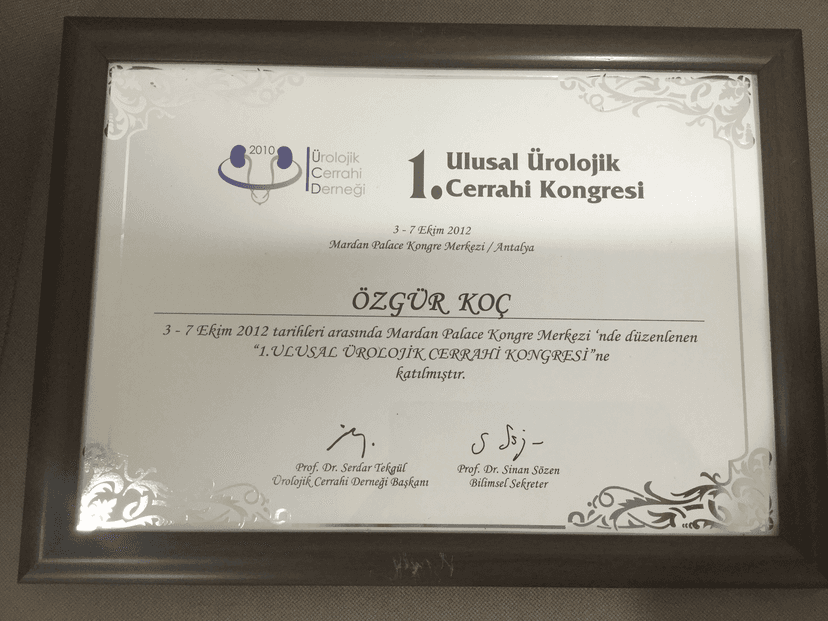 2010
Ürolojik
Cerrahi
Derneği
1. Ulusal Ürolojik
Cerrahi Kongresi
3 - 7 Ekim 2012
Mardan Palace Kongre Merkezi / Antalya
ÖZGÜR KOÇ
3 - 7 Ekim 2012 tarihleri arasında Mardan Palace Kongre Merkezi ‘nde düzenlenen
“1.ULUSAL ÜROLOJİK CERRAHİ KONGRESİ”ne
katılmıştır.
Prof. Dr. Serdar Tekgül
Ürolojik Cerrahi Derneği Başkanı
Prof. Dr. Sinan Sözen
Bilimsel Sekreter